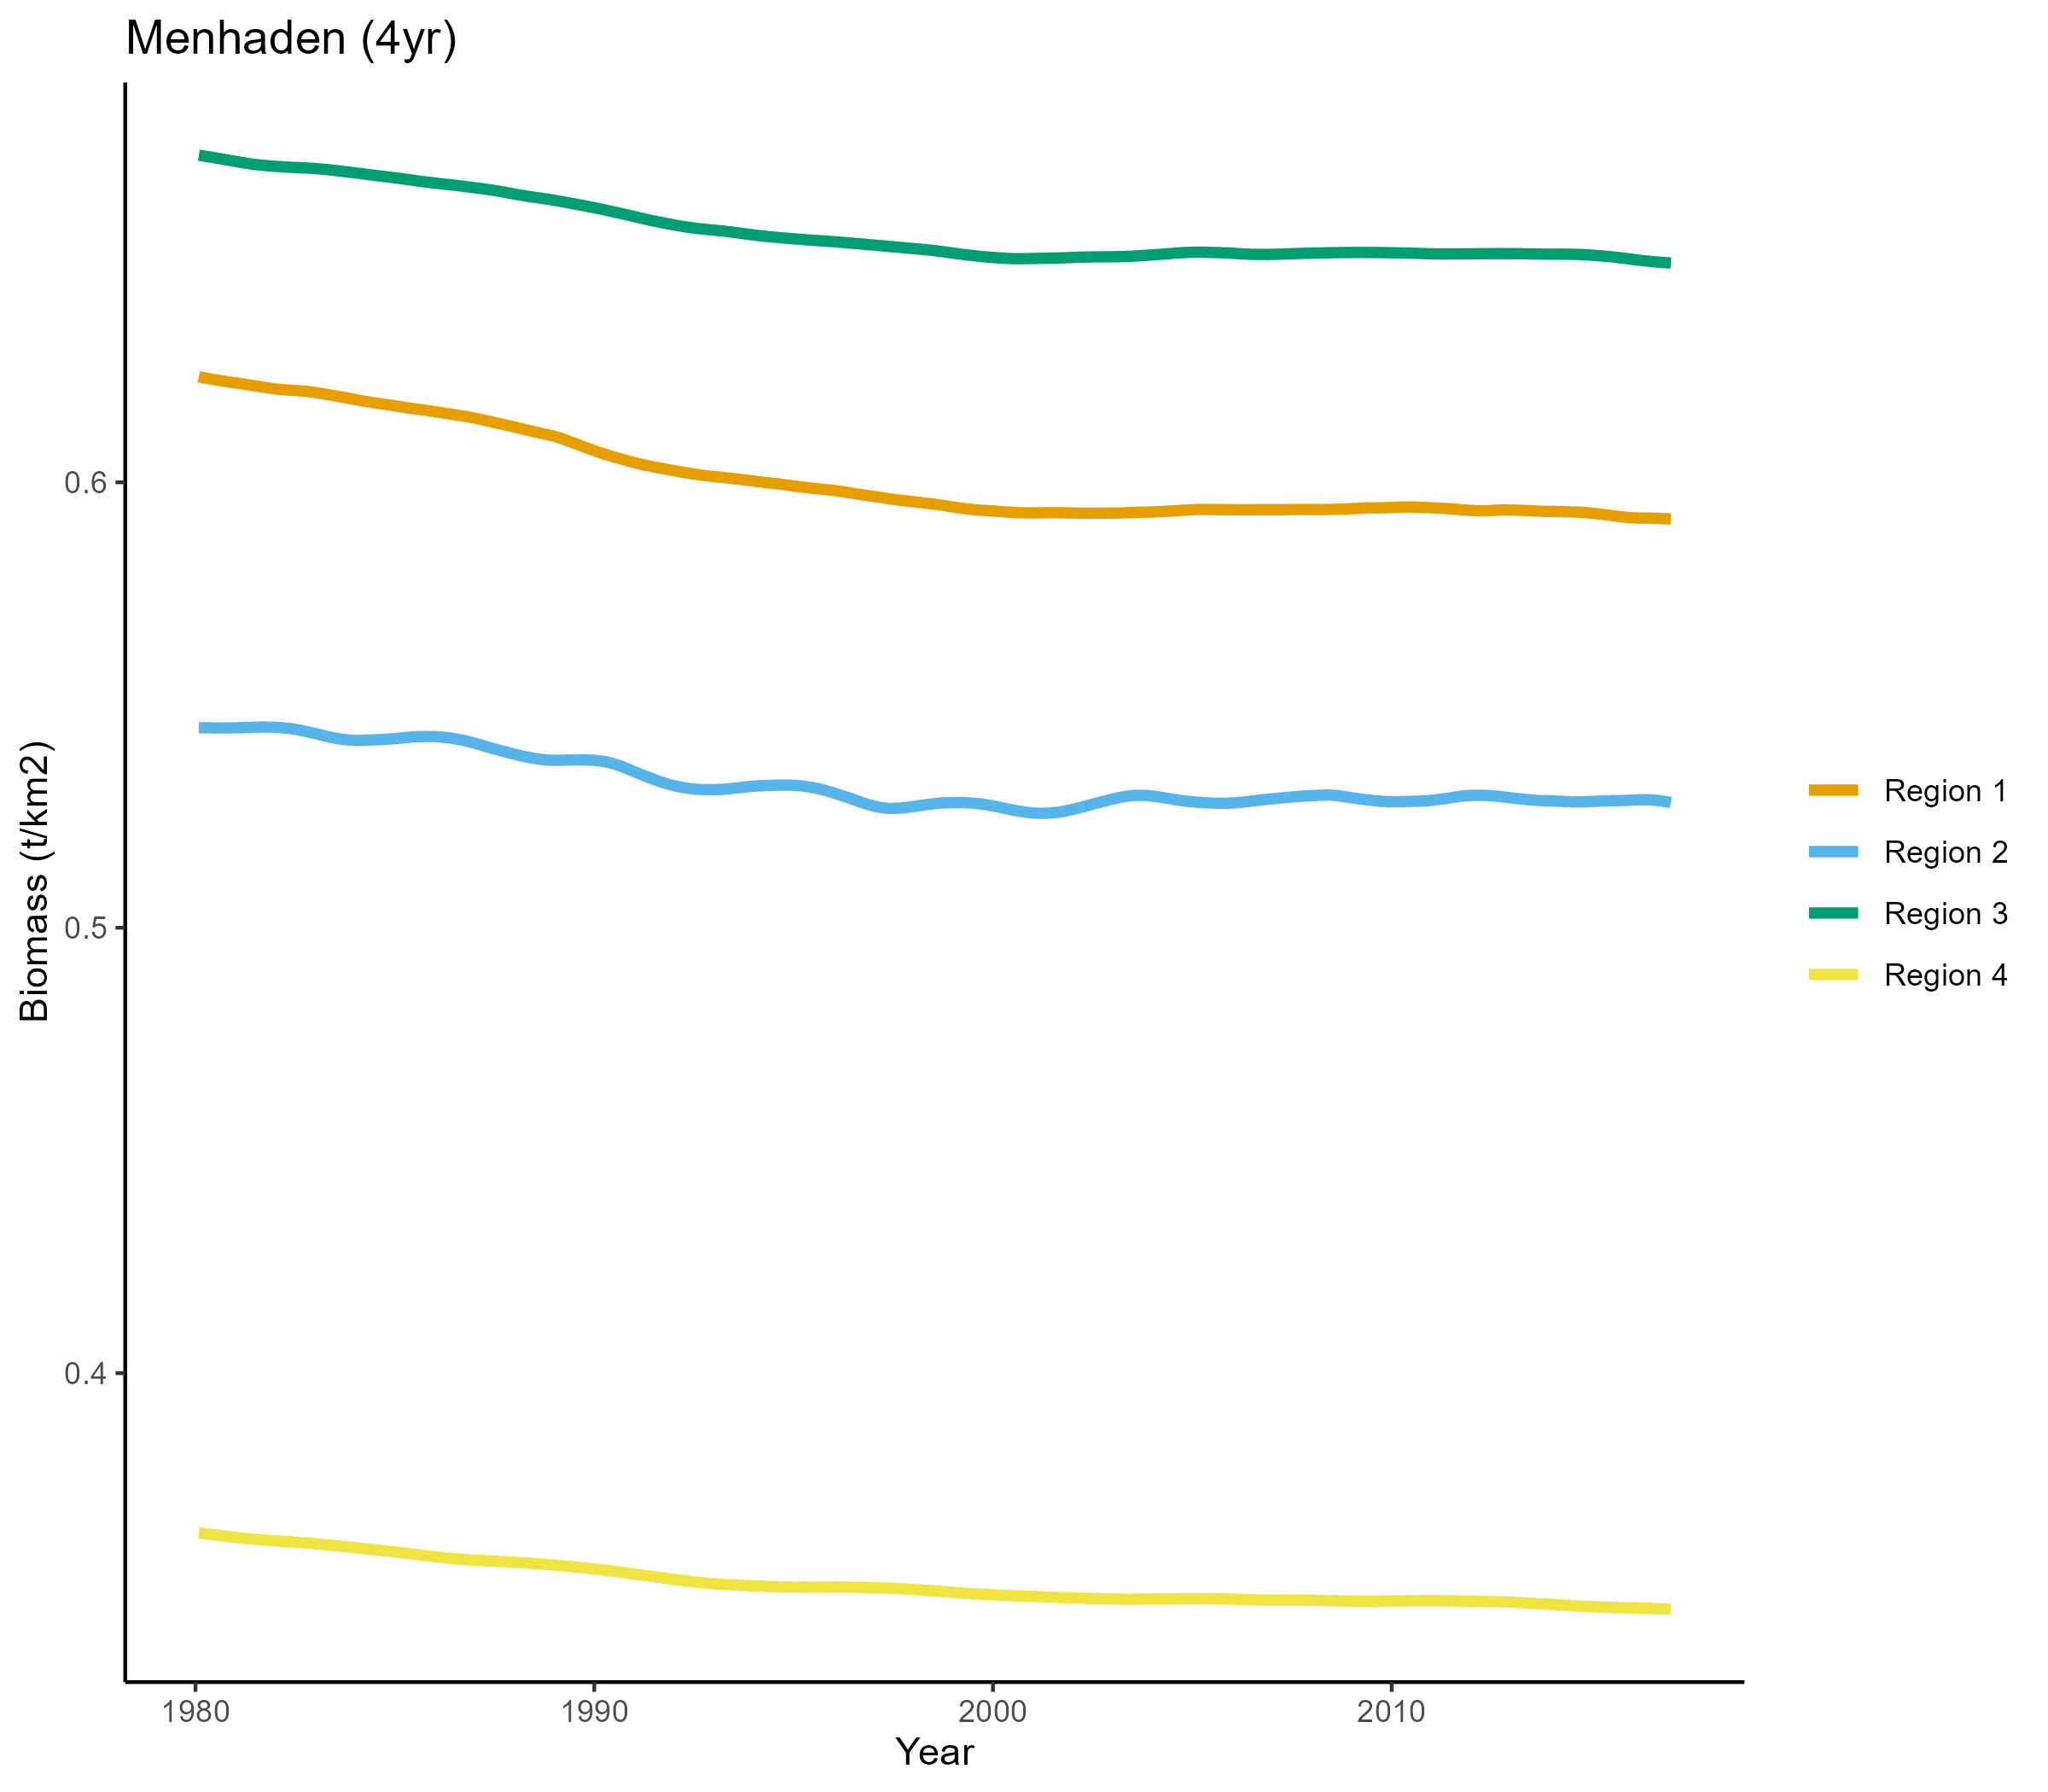 Menhaden (4yr)
Biomass (t/km2)
0.6
0.5
0.4
1980
1990
2000
2010
Year
Region 1
Region 2
Region 3
Region 4